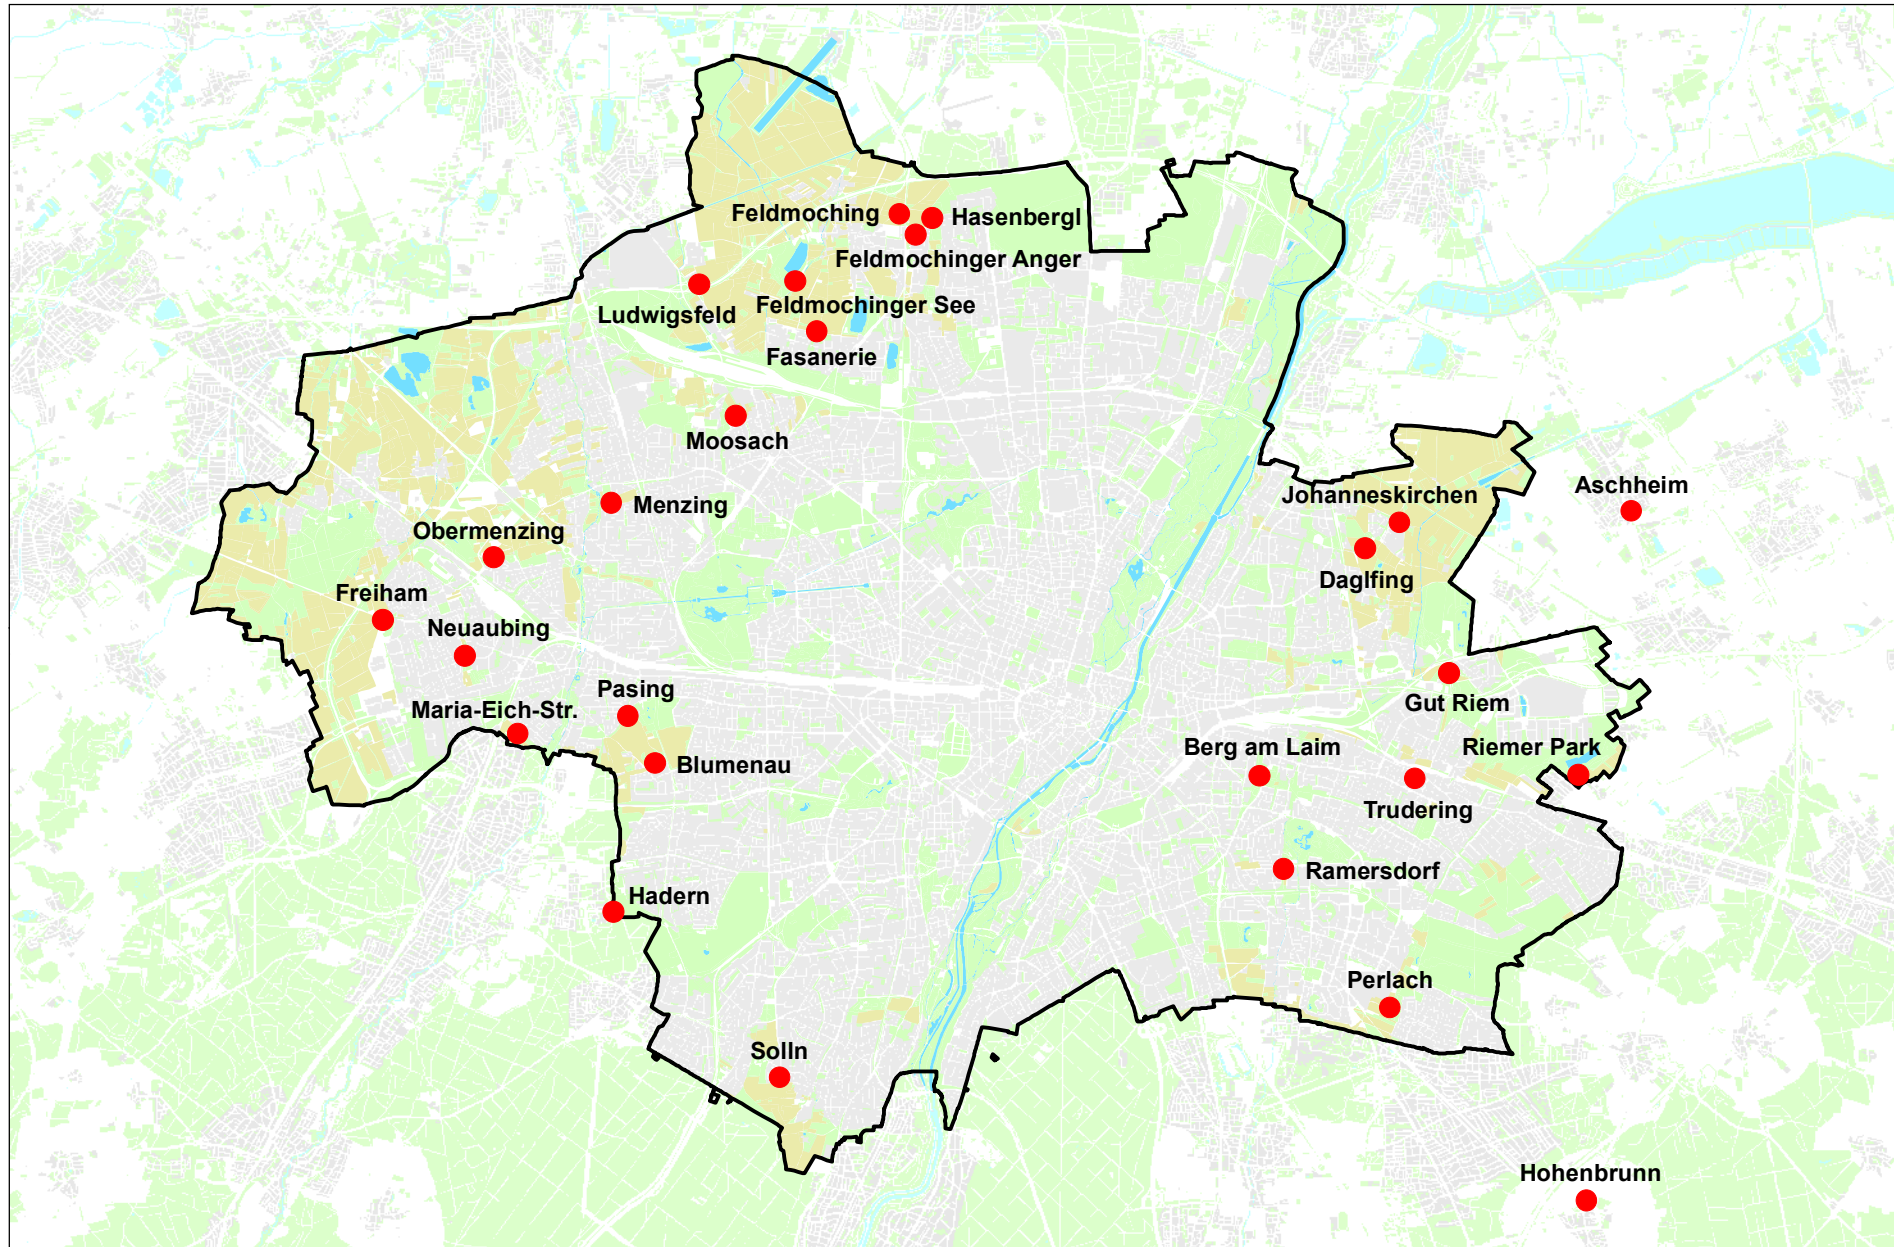 Feldmoching
Hasenbergl
Feldmochinger Anger
Feldmochinger See
Ludwigsfeld
Fasanerie
Moosach
Menzing
Johanneskirchen
Aschheim
Obermenzing
Daglfing
Freiham
Neuaubing
Pasing
Gut Riem
Maria-Eich-Str.
Berg am Laim
Riemer Park
Blumenau
Trudering
Ramersdorf
Hadern
Perlach
Solln
Hohenbrunn